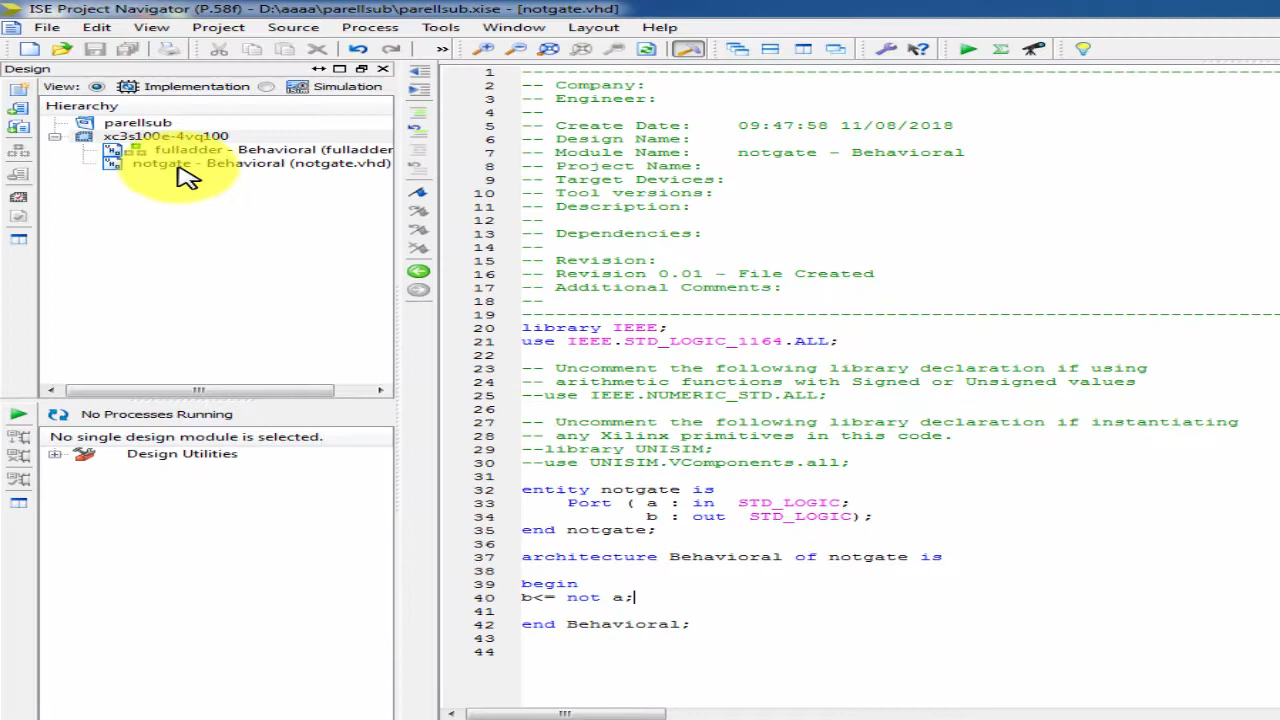 ISE Project Navigator (P.58f) - D:\aaaa\parellsub\parellsub.xise - [notgate.vhd]
File Edit View Project Source Process Tools Window Layout Help
»
Design
View: Implementation Simulation
Hierarchy
parellsub
xc3s100e-4vq100
fulladder - Behavioral (fulladder
notgate - Behavioral (notgate.vhd)
No Processes Running
No single design module is selected.
Design Utilities
1 --------------------------------------------------------------------------------
2 -- Company:
3 -- Engineer:
4 --
5 -- Create Date: 09:47:58 11/08/2018
6 -- Design Name:
7 -- Module Name: notgate - Behavioral
8 -- Project Name:
9 -- Target Devices:
10 -- Tool versions:
11 -- Description:
12 --
13 -- Dependencies:
14 --
15 -- Revision:
16 -- Revision 0.01 - File Created
17 -- Additional Comments:
18 --
19 --------------------------------------------------------------------------------
20 library IEEE;
21 use IEEE.STD_LOGIC_1164.ALL;
22
23 -- Uncomment the following library declaration if using
24 -- arithmetic functions with Signed or Unsigned values
25 --use IEEE.NUMERIC_STD.ALL;
26
27 -- Uncomment the following library declaration if instantiating
28 -- any Xilinx primitives in this code.
29 --library UNISIM;
30 --use UNISIM.VComponents.all;
31
32 entity notgate is
33 Port ( a : in STD_LOGIC;
34 b : out STD_LOGIC);
35 end notgate;
36
37 architecture Behavioral of notgate is
38
39 begin
40 b<= not a;
41
42 end Behavioral;
43
44